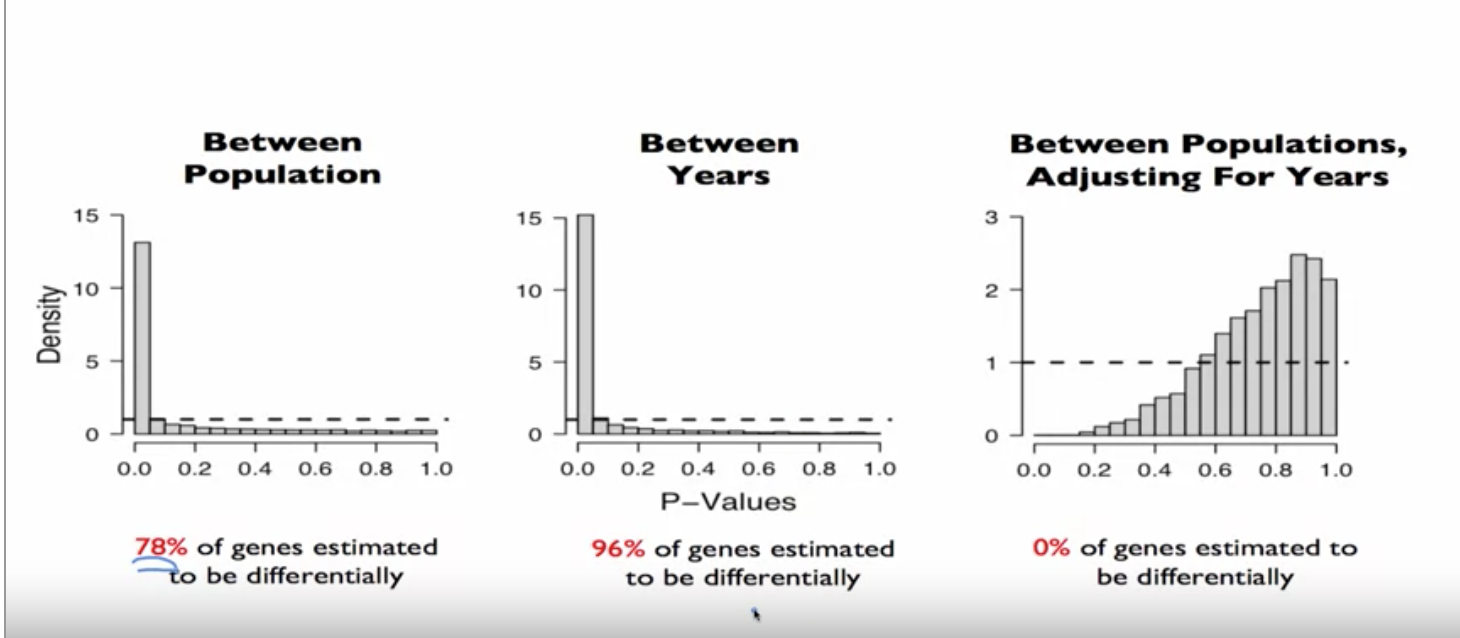 Between
Population
Between
Years
Between Populations,
Adjusting For Years
Density
15
10
5
0
0.0 0.2 0.4 0.6 0.8 1.0
15
10
5
0
0.0 0.2 0.4 0.6 0.8 1.0
3
2
1
0
0.0 0.2 0.4 0.6 0.8 1.0
P-Values
78% of genes estimated
to be differentially
96% of genes estimated
to be differentially
0% of genes estimated to
be differentially